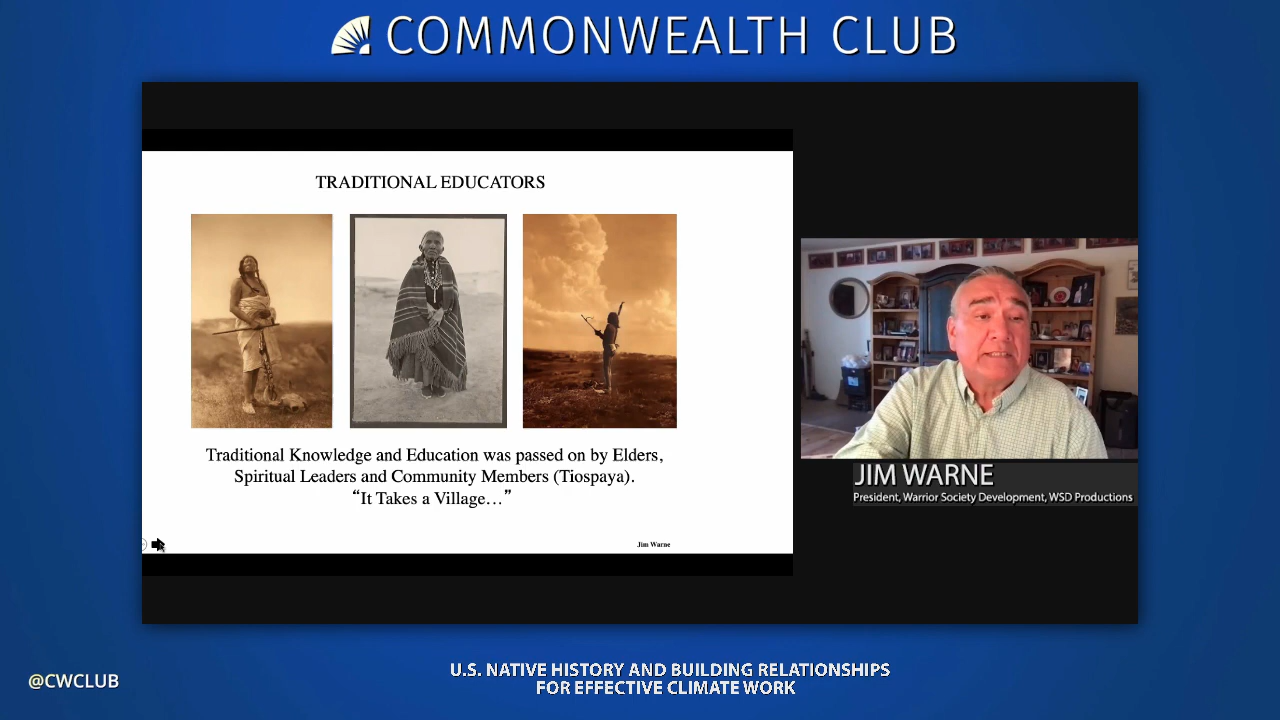 COMMONWEALTH CLUB
TRADITIONAL EDUCATORS
Traditional Knowledge and Education was passed on by Elders,
Spiritual Leaders and Community Members (Tiospaya).
“It Takes a Village…”
Jim Warne
JIM WARNE
President, Warrior Society Development, WSD Productions
@CWCLUB
U.S. NATIVE HISTORY AND BUILDING RELATIONSHIPS
FOR EFFECTIVE CLIMATE WORK